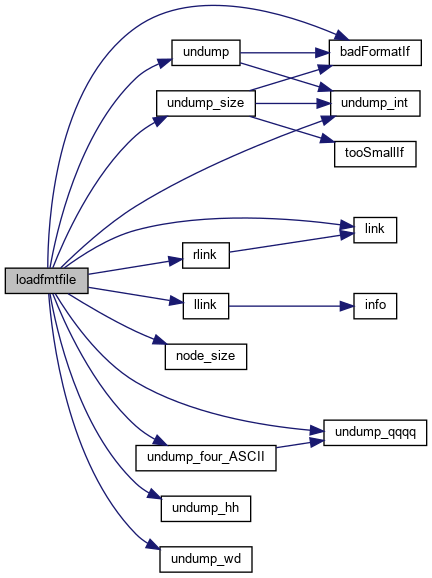 undump
badFormatIf
undump_size
undump_int
tooSmallIf
link
rlink
loadfmtfile
llink
info
node_size
undump_qqqq
undump_four_ASCII
undump_hh
undump_wd